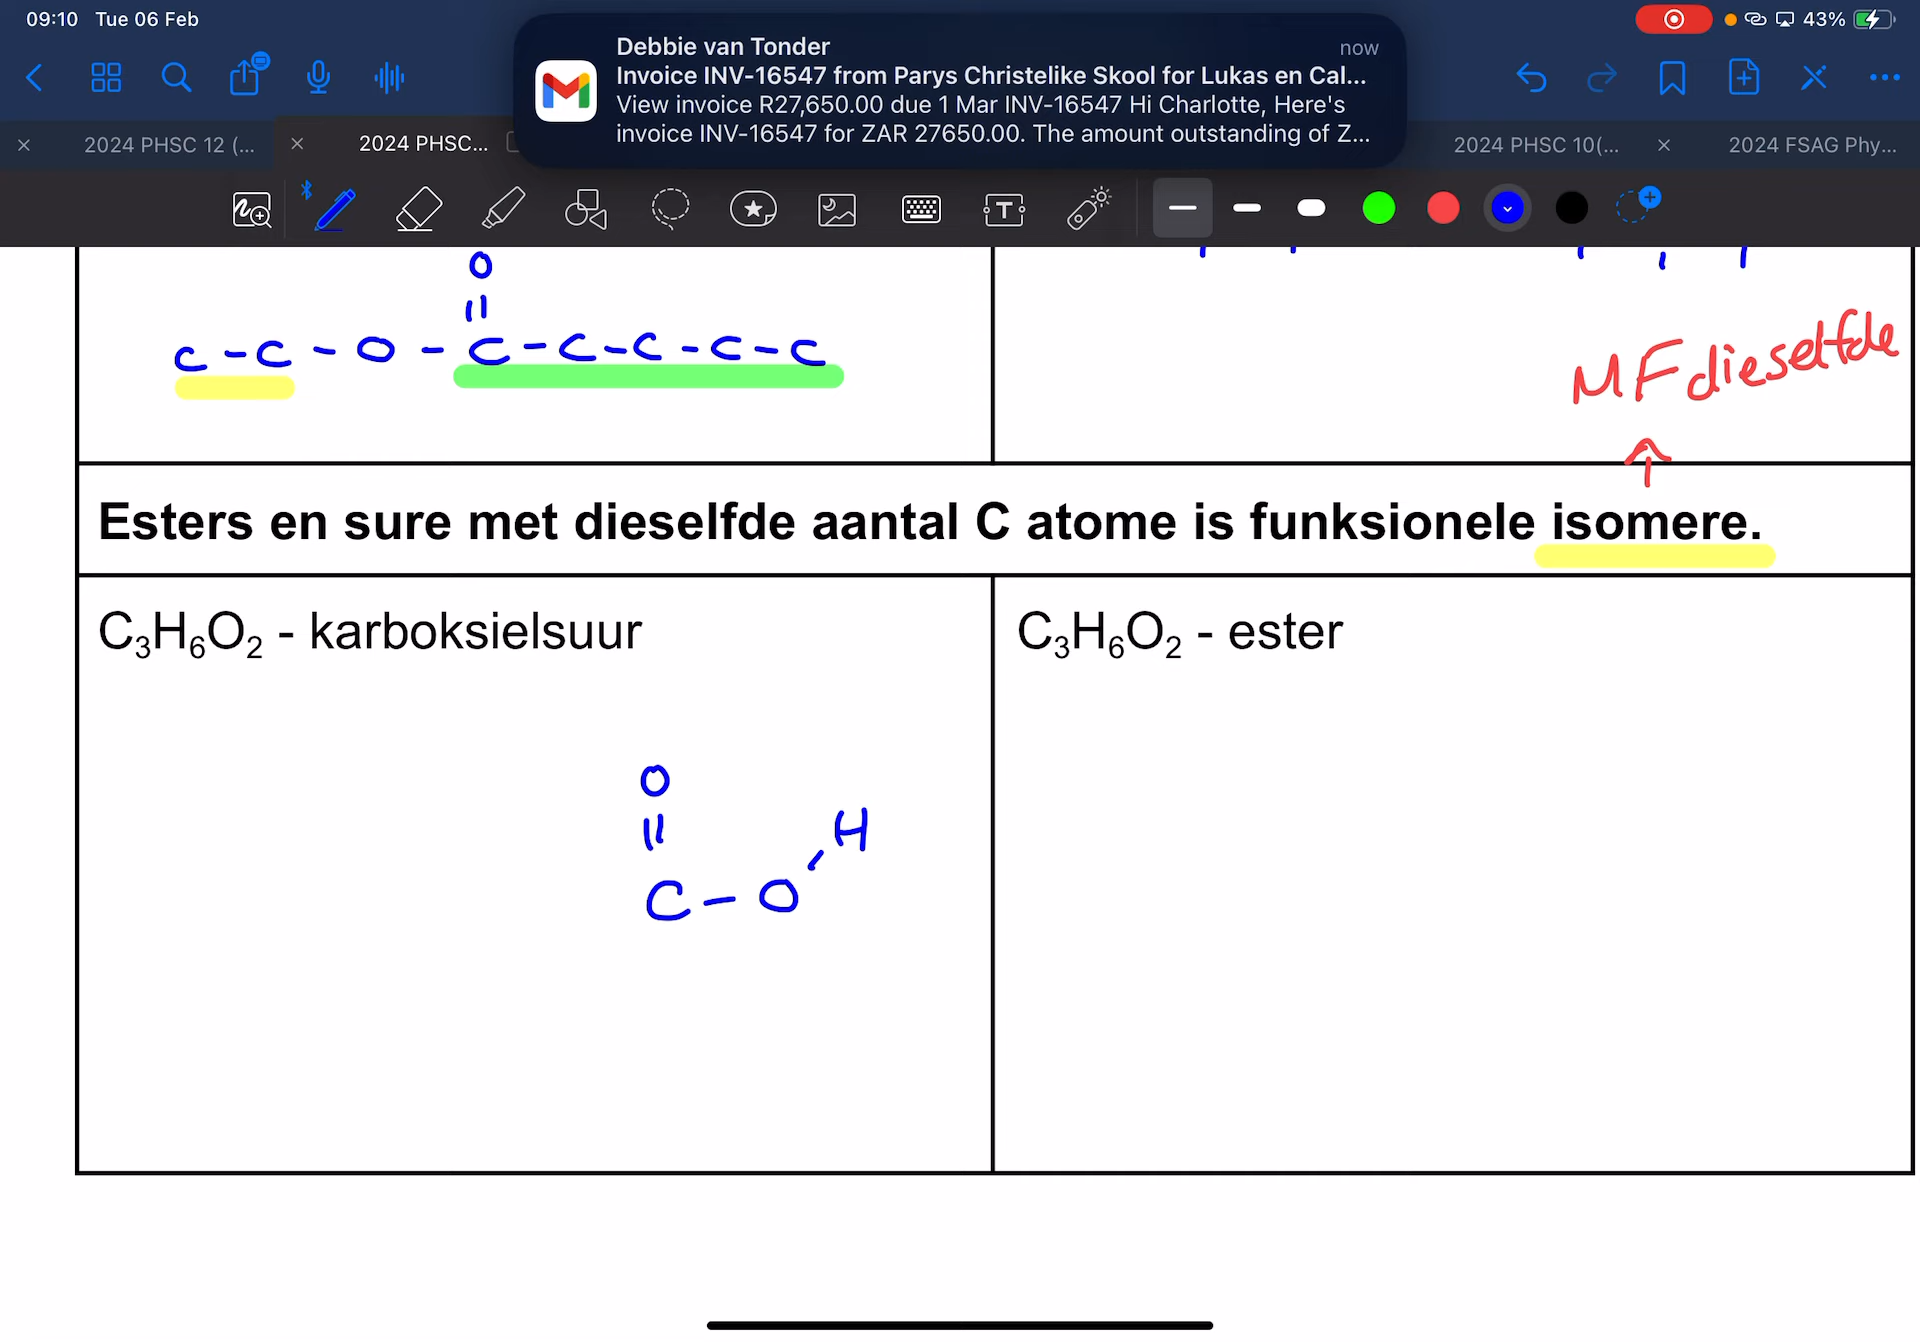 09:10 Tue 06 Feb
43%
Debbie van Tonder now
Invoice INV-16547 from Parys Christelike Skool for Lukas en Cal...
View invoice R27,650.00 due 1 Mar INV-16547 Hi Charlotte, Here's
invoice INV-16547 for ZAR 27650.00. The amount outstanding of Z...
2024 PHSC 12 (... 2024 PHSC... 2024 PHSC 10(... 2024 FSAG Phy...
O
C - C - O - C - C - C - C - C
MF dieselfde
Esters en sure met dieselfde aantal C atome is funksionele isomere.
C₃H₆O₂ - karboksielsuur
O
H
C - O
C₃H₆O₂ - ester